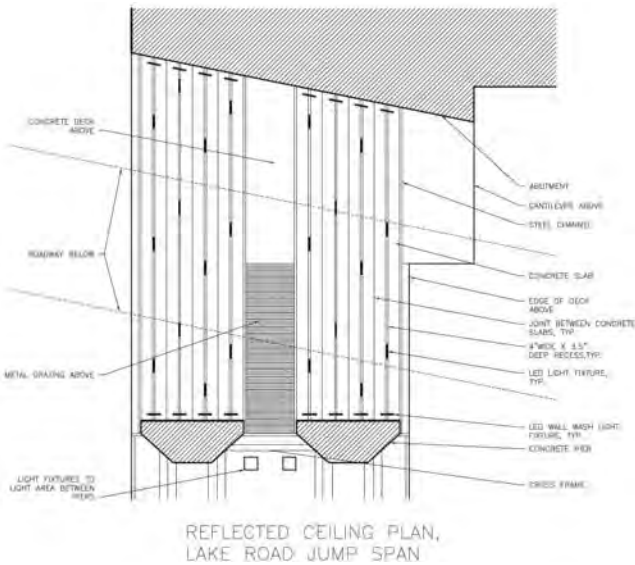 CONCRETE DECK
ABOVE
ROADWAY BELOW
METAL GRATING ABOVE
LIGHT FIXTURES TO
LIGHT AREA BETWEEN
PIERS
ABUTMENT
CANTILEVER ABOVE
STEEL CHANNEL
CONCRETE SLAB
EDGE OF DECK
ABOVE
JOINT BETWEEN CONCRETE
SLABS, TYP.
4" WIDE X 3.5"
DEEP RECESS,TYP.
LED LIGHT FIXTURE,
TYP.
LED WALL WASH LIGHT
FIXTURE, TYP.
CONCRETE PIER
CROSS FRAME
REFLECTED CEILING PLAN,
LAKE ROAD JUMP SPAN